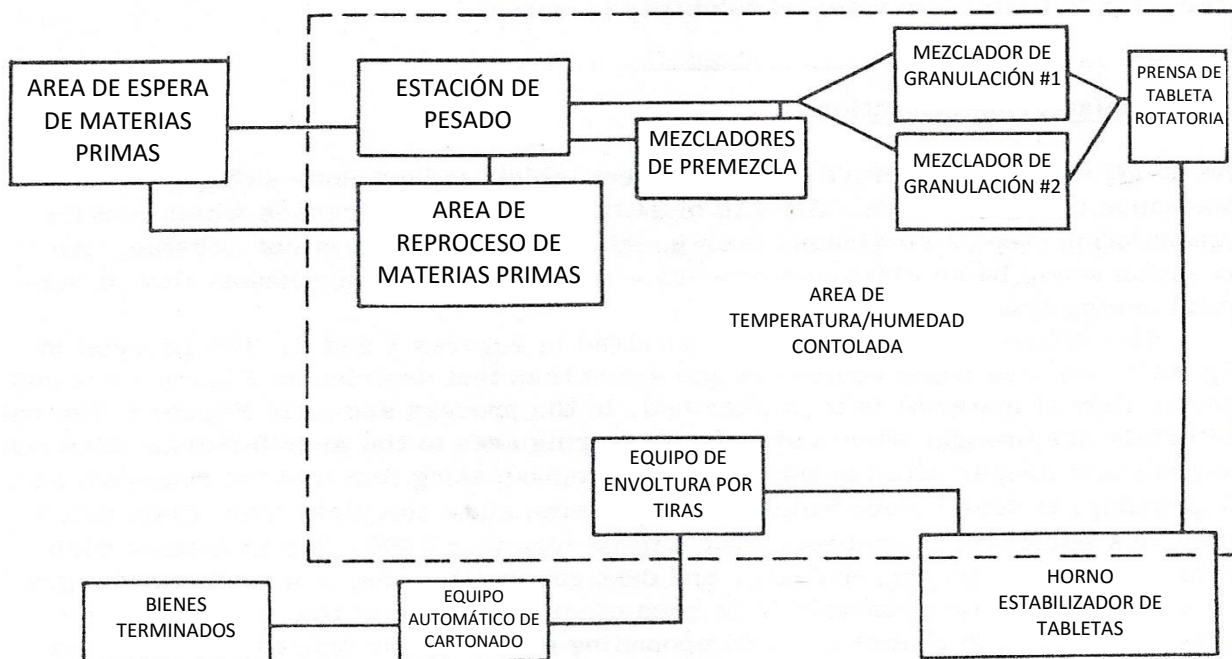 AREA DE ESPERA
DE MATERIAS
PRIMAS
ESTACIÓN DE
PESADO
MEZCLADORES
DE PREMEZCLA
MEZCLADOR DE
GRANULACIÓN #1
MEZCLADOR DE
GRANULACIÓN #2
PRENSA DE
TABLETA
ROTATORIA
AREA DE
REPROCESO DE
MATERIAS PRIMAS
AREA DE
TEMPERATURA/HUMEDAD
CONTOLADA
EQUIPO DE
ENVOLTURA POR
TIRAS
HORNO
ESTABILIZADOR DE
TABLETAS
EQUIPO
AUTOMÁTICO DE
CARTONADO
BIENES
TERMINADOS